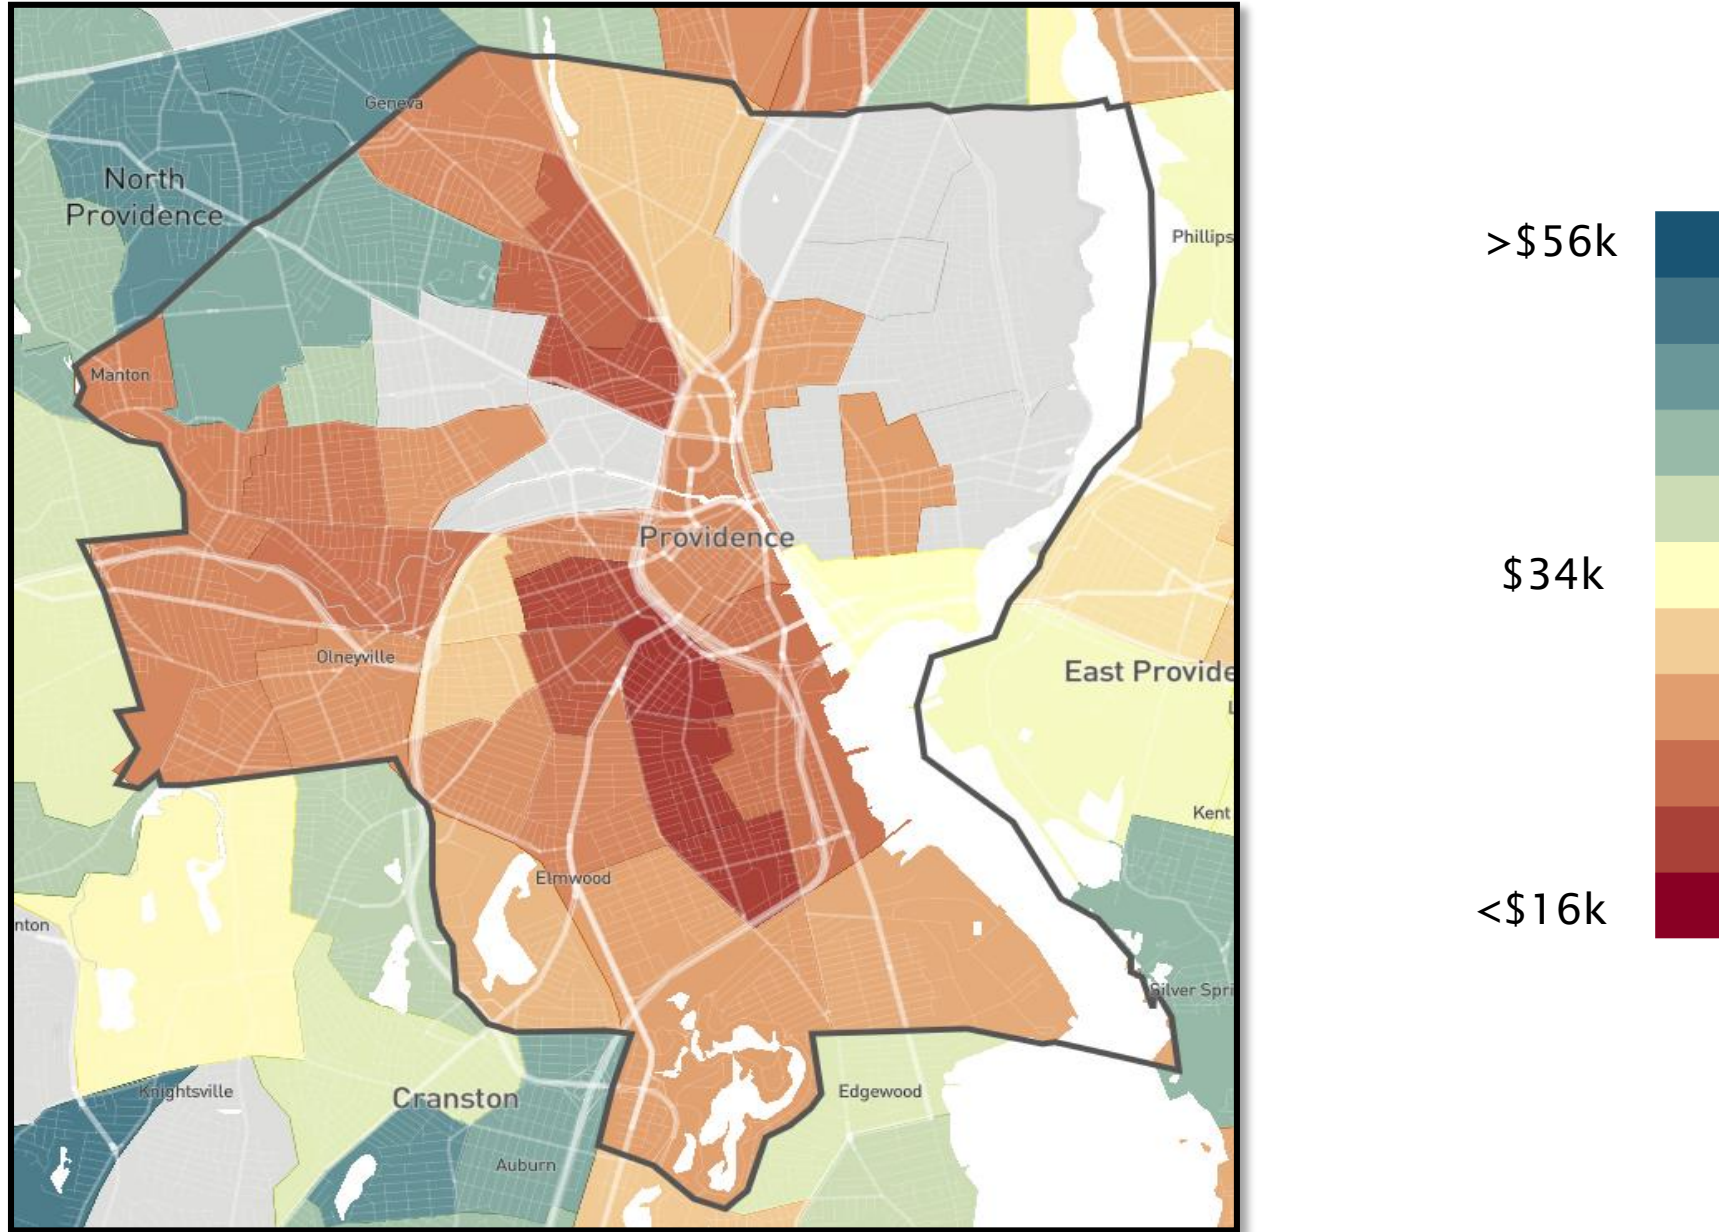 Geneva
North
Providence
Phillips
>$56k
Manton
Providence
$34k
Olneyville
East Provide
Kent
Elmwood
<$16k
nton
Silver Spri
Knightsville
Cranston
Edgewood
Auburn